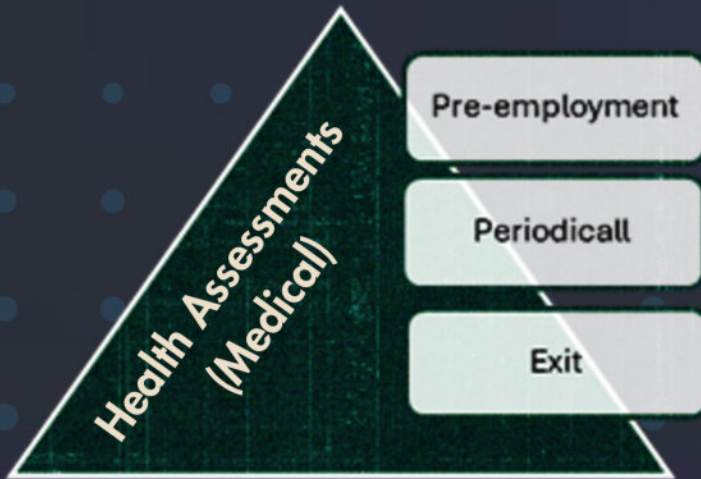 Health Assessments
(Medical)
Pre-employment
Periodicall
Exit